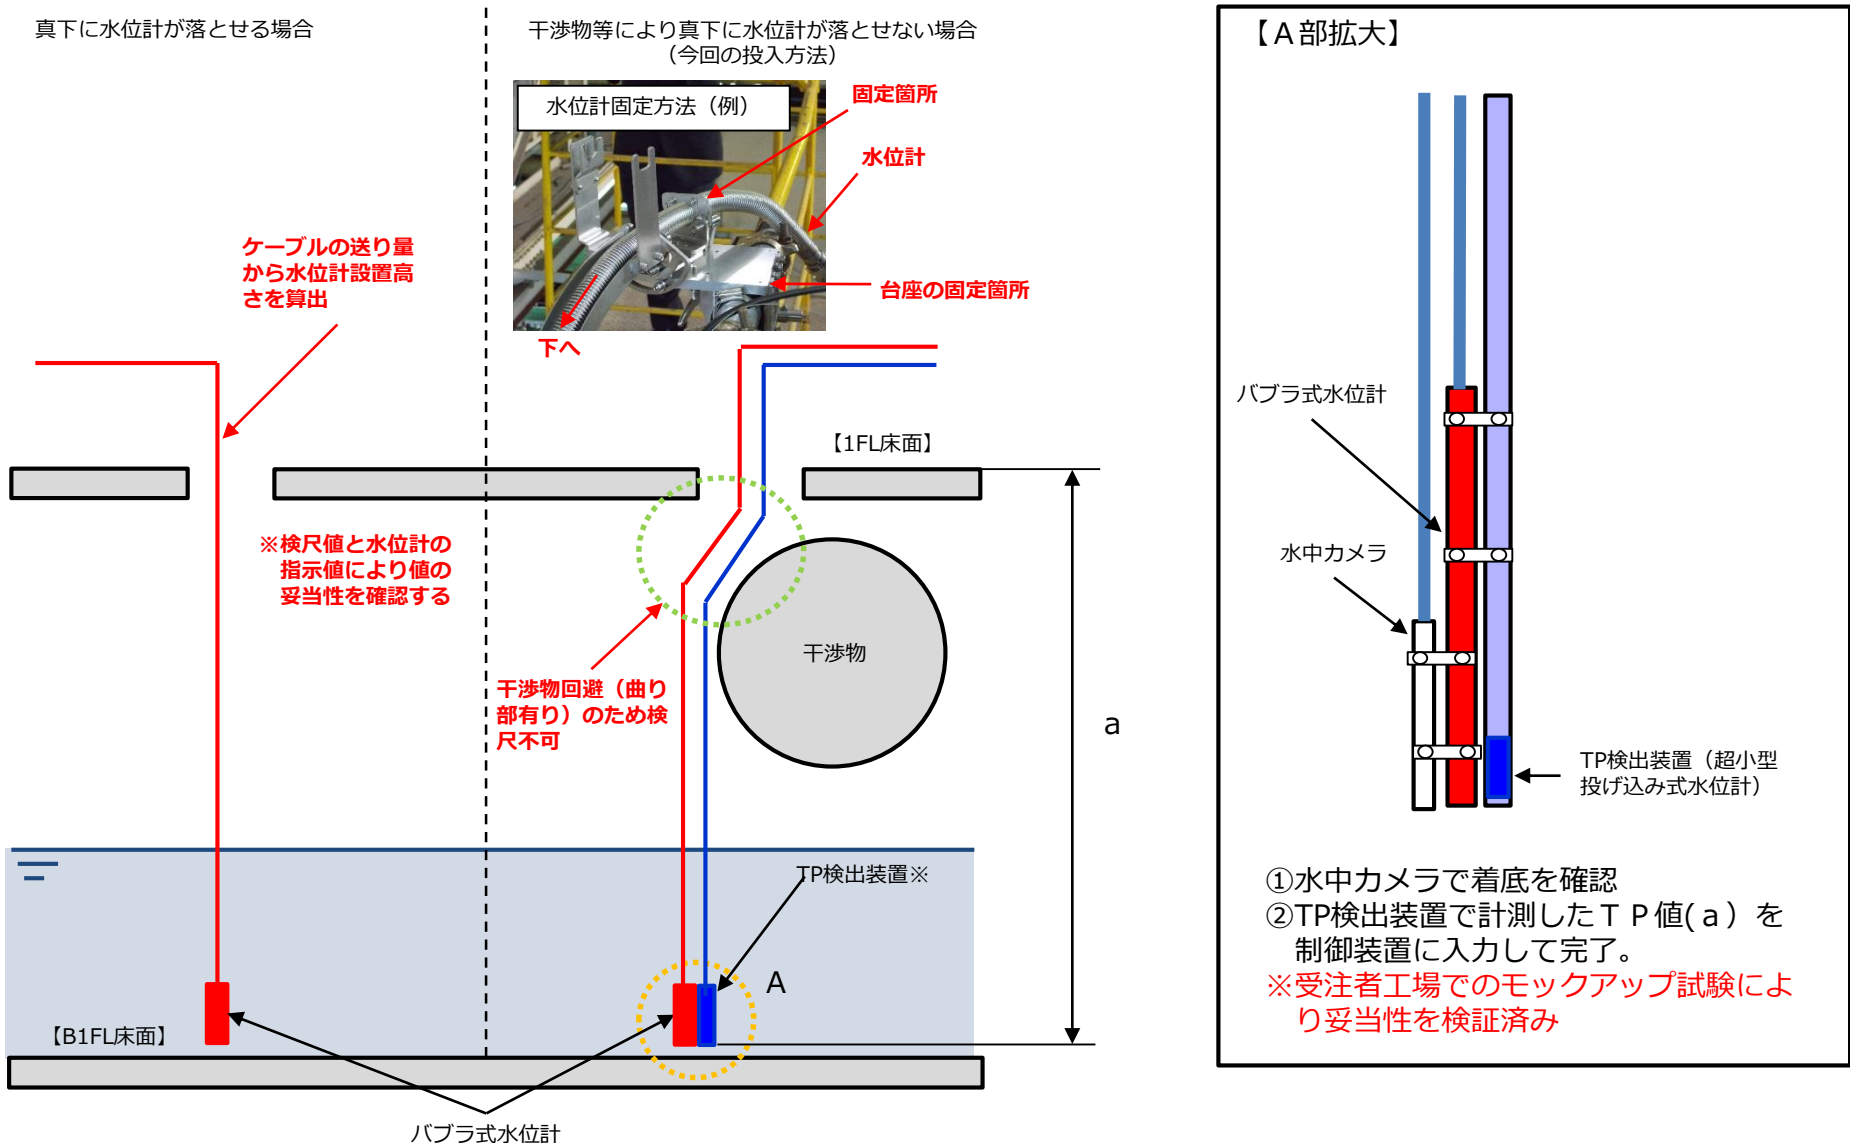 真下に水位計が落とせる場合
干渉物等により真下に水位計が落とせない場合
（今回の投入方法）
水位計固定方法（例）
固定箇所
水位計
台座の固定箇所
下へ
ケーブルの送り量
から水位計設置高
さを算出
【1FL床面】
※検尺値と水位計の
指示値により値の
妥当性を確認する
干渉物
干渉物回避（曲り
部有り）のため検
尺不可
a
TP検出装置※
A
【B1FL床面】
バブラ式水位計
【Ａ部拡大】
バブラ式水位計
水中カメラ
TP検出装置（超小型
投げ込み式水位計）
①水中カメラで着底を確認
②TP検出装置で計測したＴＰ値(ａ）を
制御装置に入力して完了。
※受注者工場でのモックアップ試験によ
り妥当性を検証済み